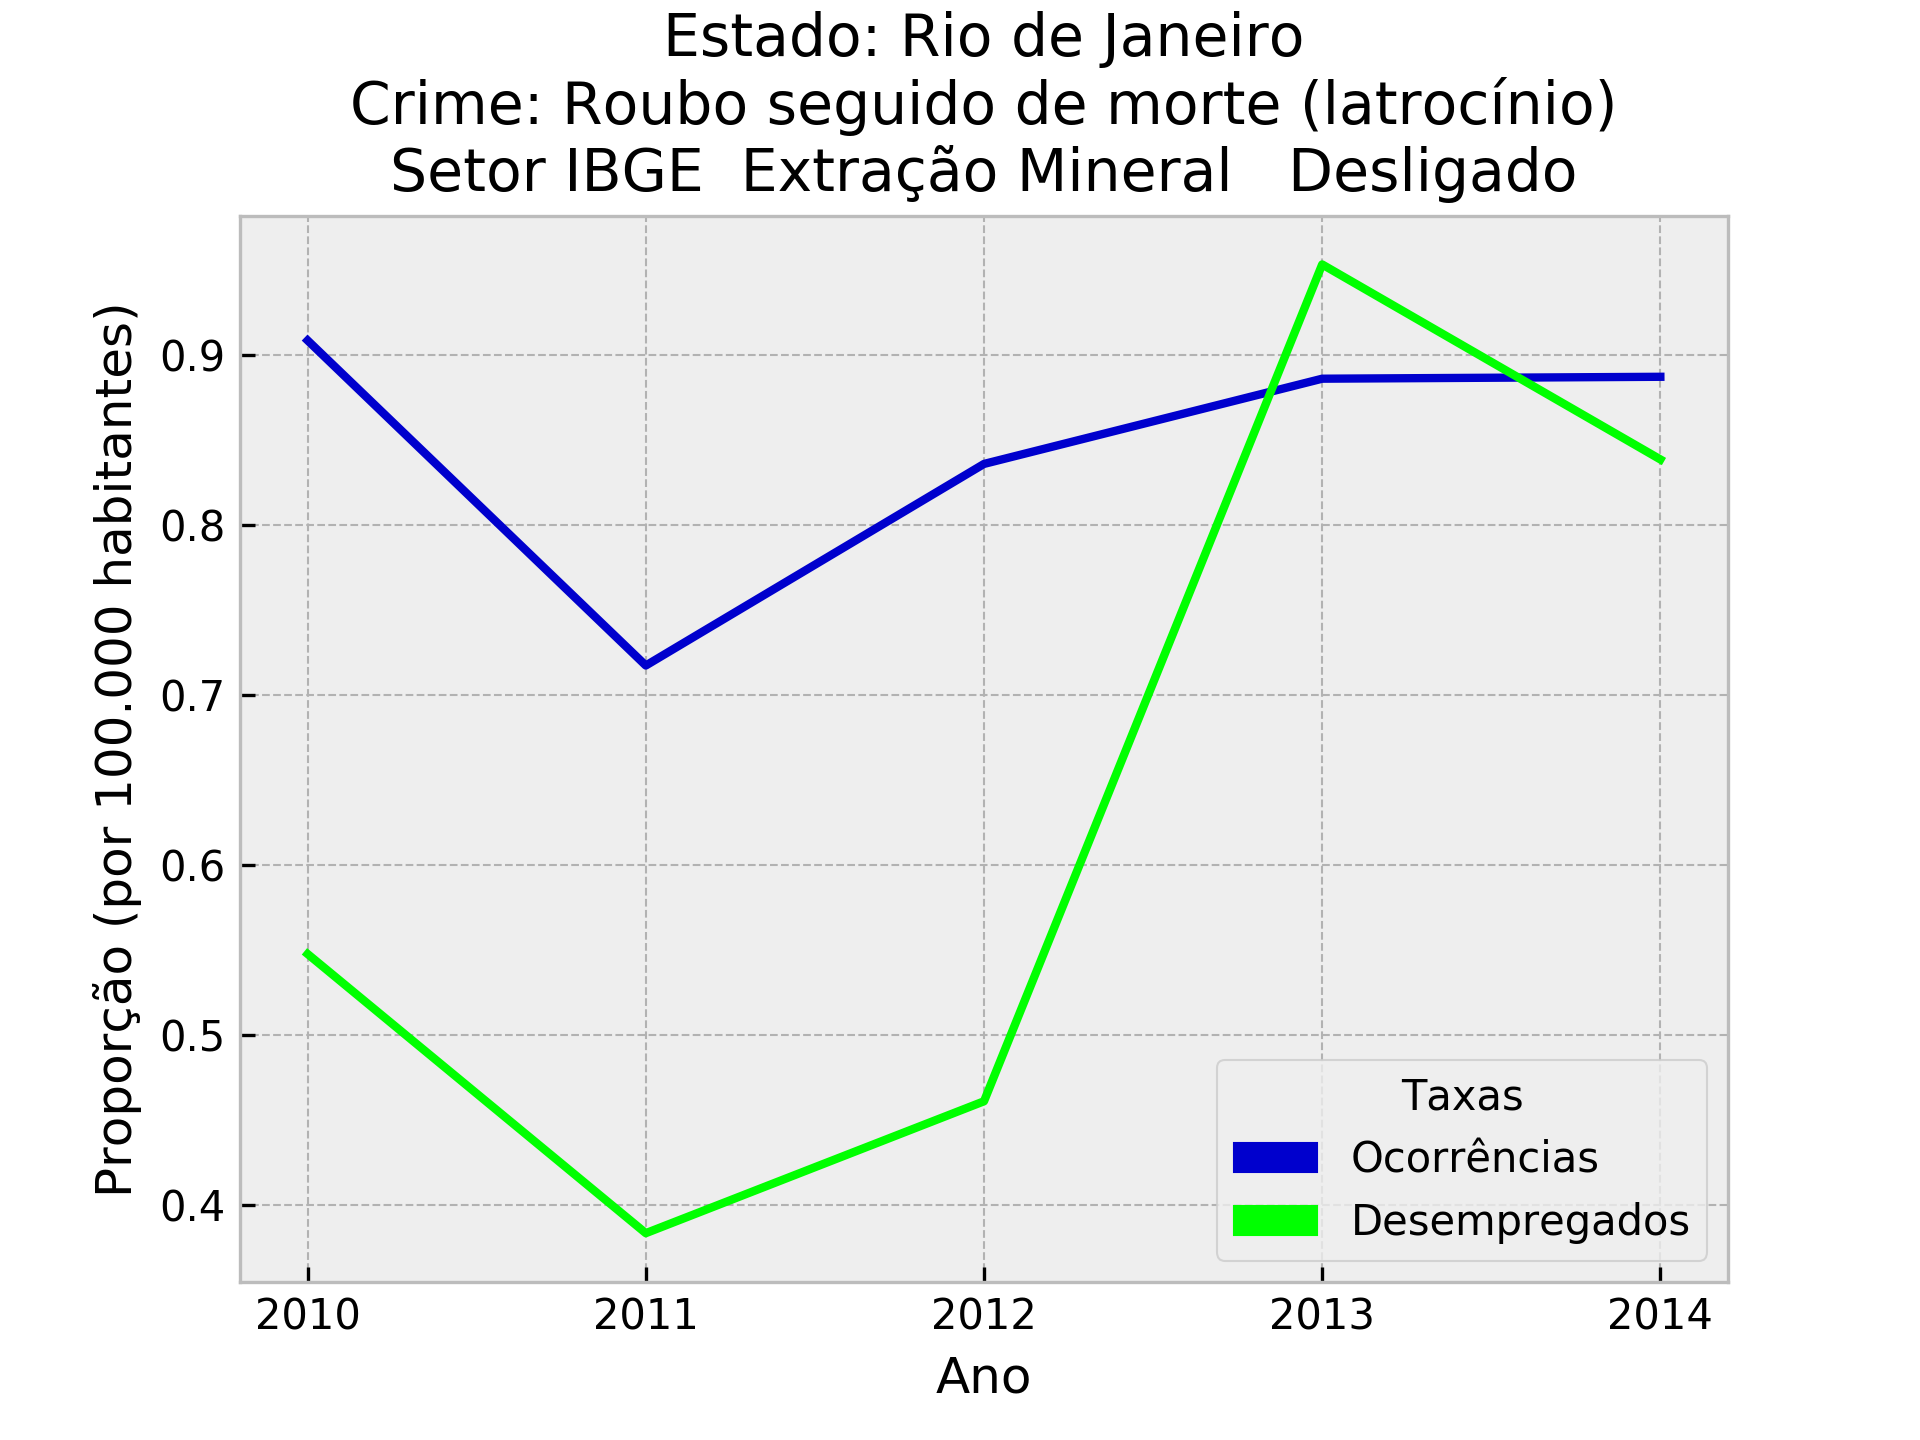 Estado: Rio de Janeiro
Crime: Roubo seguido de morte (latrocínio)
Setor IBGE  Extração Mineral   Desligado
Proporção (por 100.000 habitantes)
0.9
0.8
0.7
0.6
0.5
0.4
Taxas
Ocorrências
Desempregados
2010 2011 2012 2013 2014
Ano